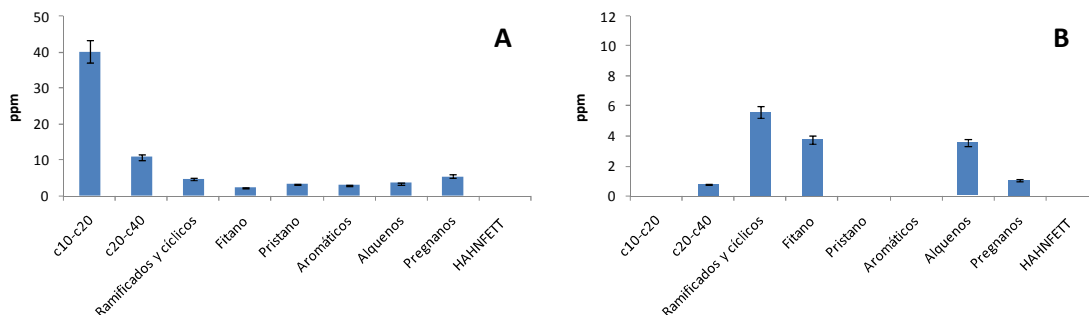 A
50
40
30
20
10
0
ppm
c10-c20
c20-c40
Ramificados y cíclicos
Fitano
Pristano
Aromáticos
Alquenos
Pregnanos
HAHNFETT
B
12
10
8
6
4
2
0
ppm
c10-c20
c20-c40
Ramificados y cíclicos
Fitano
Pristano
Aromáticos
Alquenos
Pregnanos
HAHNFETT